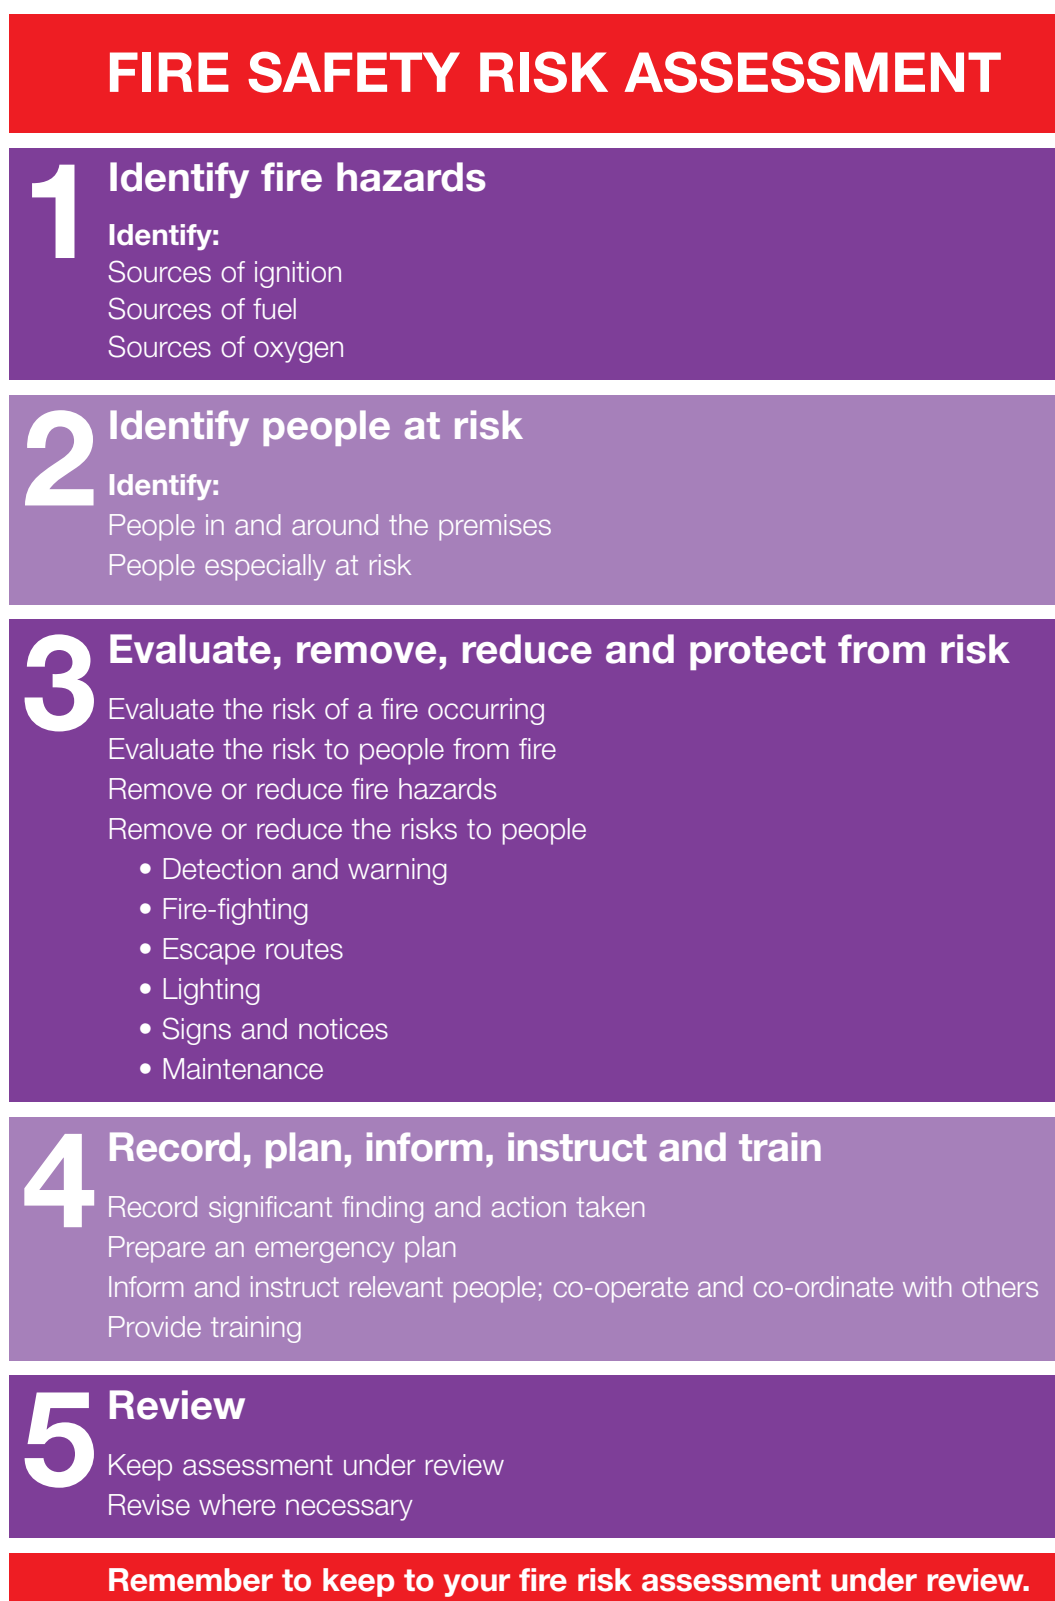 FIRE SAFETY RISK ASSESSMENT
1
Identify fire hazards
Identify:
Sources of ignition
Sources of fuel
Sources of oxygen
2
Identify people at risk
Identify:
People in and around the premises
People especially at risk
3
Evaluate, remove, reduce and protect from risk
Evaluate the risk of a fire occurring
Evaluate the risk to people from fire
Remove or reduce fire hazards
Remove or reduce the risks to people
• Detection and warning
• Fire-fighting
• Escape routes
• Lighting
• Signs and notices
• Maintenance
4
Record, plan, inform, instruct and train
Record significant finding and action taken
Prepare an emergency plan
Inform and instruct relevant people; co-operate and co-ordinate with others
Provide training
5
Review
Keep assessment under review
Revise where necessary
Remember to keep to your fire risk assessment under review.